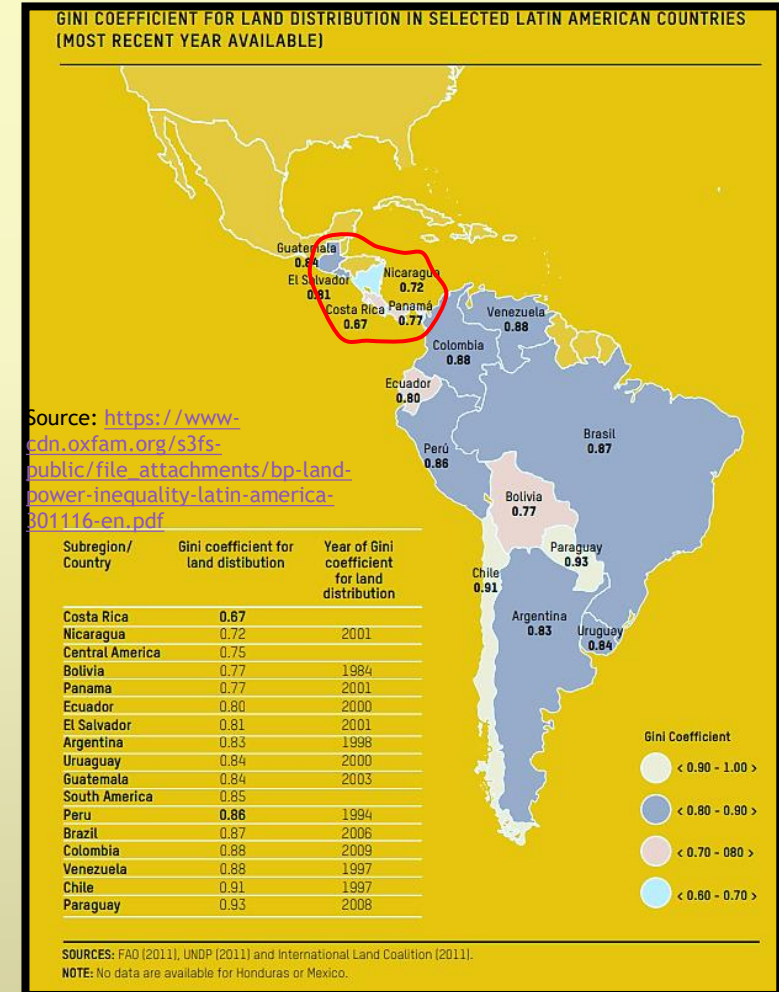 GINI COEFFICIENT FOR LAND DISTRIBUTION IN SELECTED LATIN AMERICAN COUNTRIES
(MOST RECENT YEAR AVAILABLE)
Guatemala
0.84
El Salvador
0.81
Nicaragua
0.72
Costa Rica
0.67
Panamá
0.77
Venezuela
0.88
Colombia
0.88
Ecuador
0.80
Brasil
0.87
Perú
0.86
Bolivia
0.77
Paraguay
0.93
Chile
0.91
Argentina
0.83
Uruguay
0.84
Source: https://www-
cdn.oxfam.org/s3fs-
public/file_attachments/bp-land-
power-inequality-latin-america-
301116-en.pdf
Subregion/ Country Gini coefficient for land distibution Year of Gini coefficient for land distribution
Costa Rica 0.67
Nicaragua 0.72 2001
Central America 0.75
Bolivia 0.77 1984
Panama 0.77 2001
Ecuador 0.80 2000
El Salvador 0.81 2001
Argentina 0.83 1998
Uruaguay 0.84 2000
Guatemala 0.84 2003
South America 0.85
Peru 0.86 1994
Brazil 0.87 2006
Colombia 0.88 2009
Venezuela 0.88 1997
Chile 0.91 1997
Paraguay 0.93 2008
Gini Coefficient
< 0.90 - 1.00 >
< 0.80 - 0.90 >
< 0.70 - 080 >
< 0.60 - 0.70 >
SOURCES: FAO (2011), UNDP (2011) and International Land Coalition (2011).
NOTE: No data are available for Honduras or Mexico.